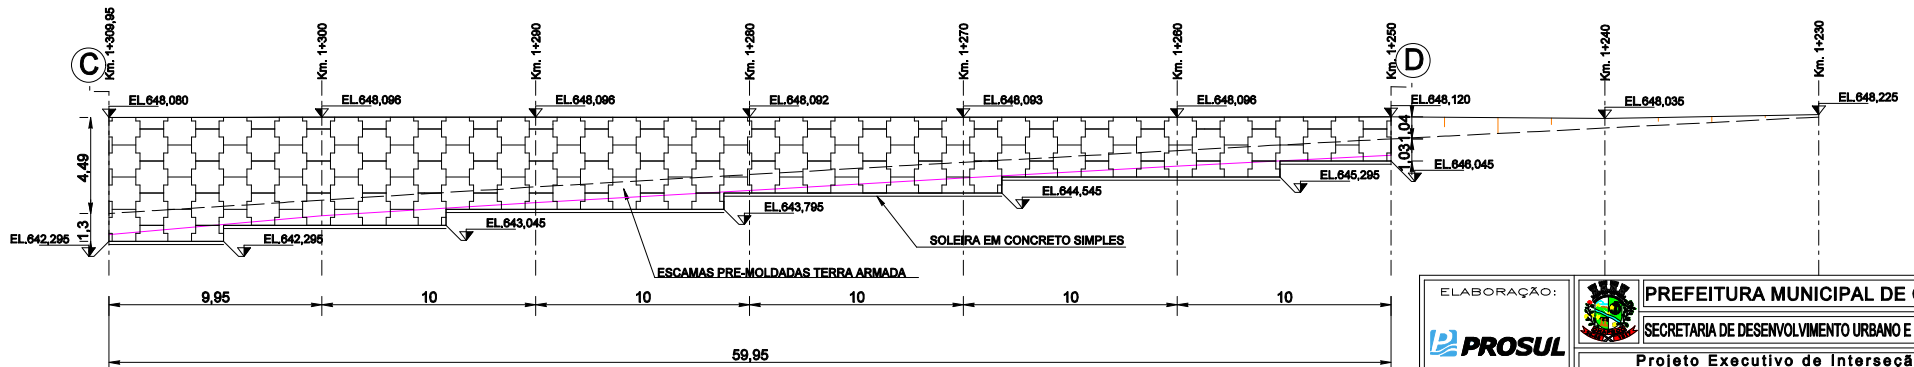 Km. 1+309,95
Km. 1+300
Km. 1+290
Km. 1+280
Km. 1+270
Km. 1+260
Km. 1+250
Km. 1+240
Km. 1+230
C
D
EL.648,080
EL.648,096
EL.648,096
EL.648,092
EL.648,093
EL.648,096
EL.648,120
EL.648,035
EL.648,225
4,49
1,3
1,04
1,03
EL.642,295
EL.642,295
EL.643,045
EL.643,795
EL.644,545
EL.645,295
EL.646,045
SOLEIRA EM CONCRETO SIMPLES
ESCAMAS PRE-MOLDADAS TERRA ARMADA
9,95
10
10
10
10
10
59,95
ELABORAÇÃO:
PROSUL
PREFEITURA MUNICIPAL DE
SECRETARIA DE DESENVOLVIMENTO URBANO E
Projeto Executivo de Interseçã